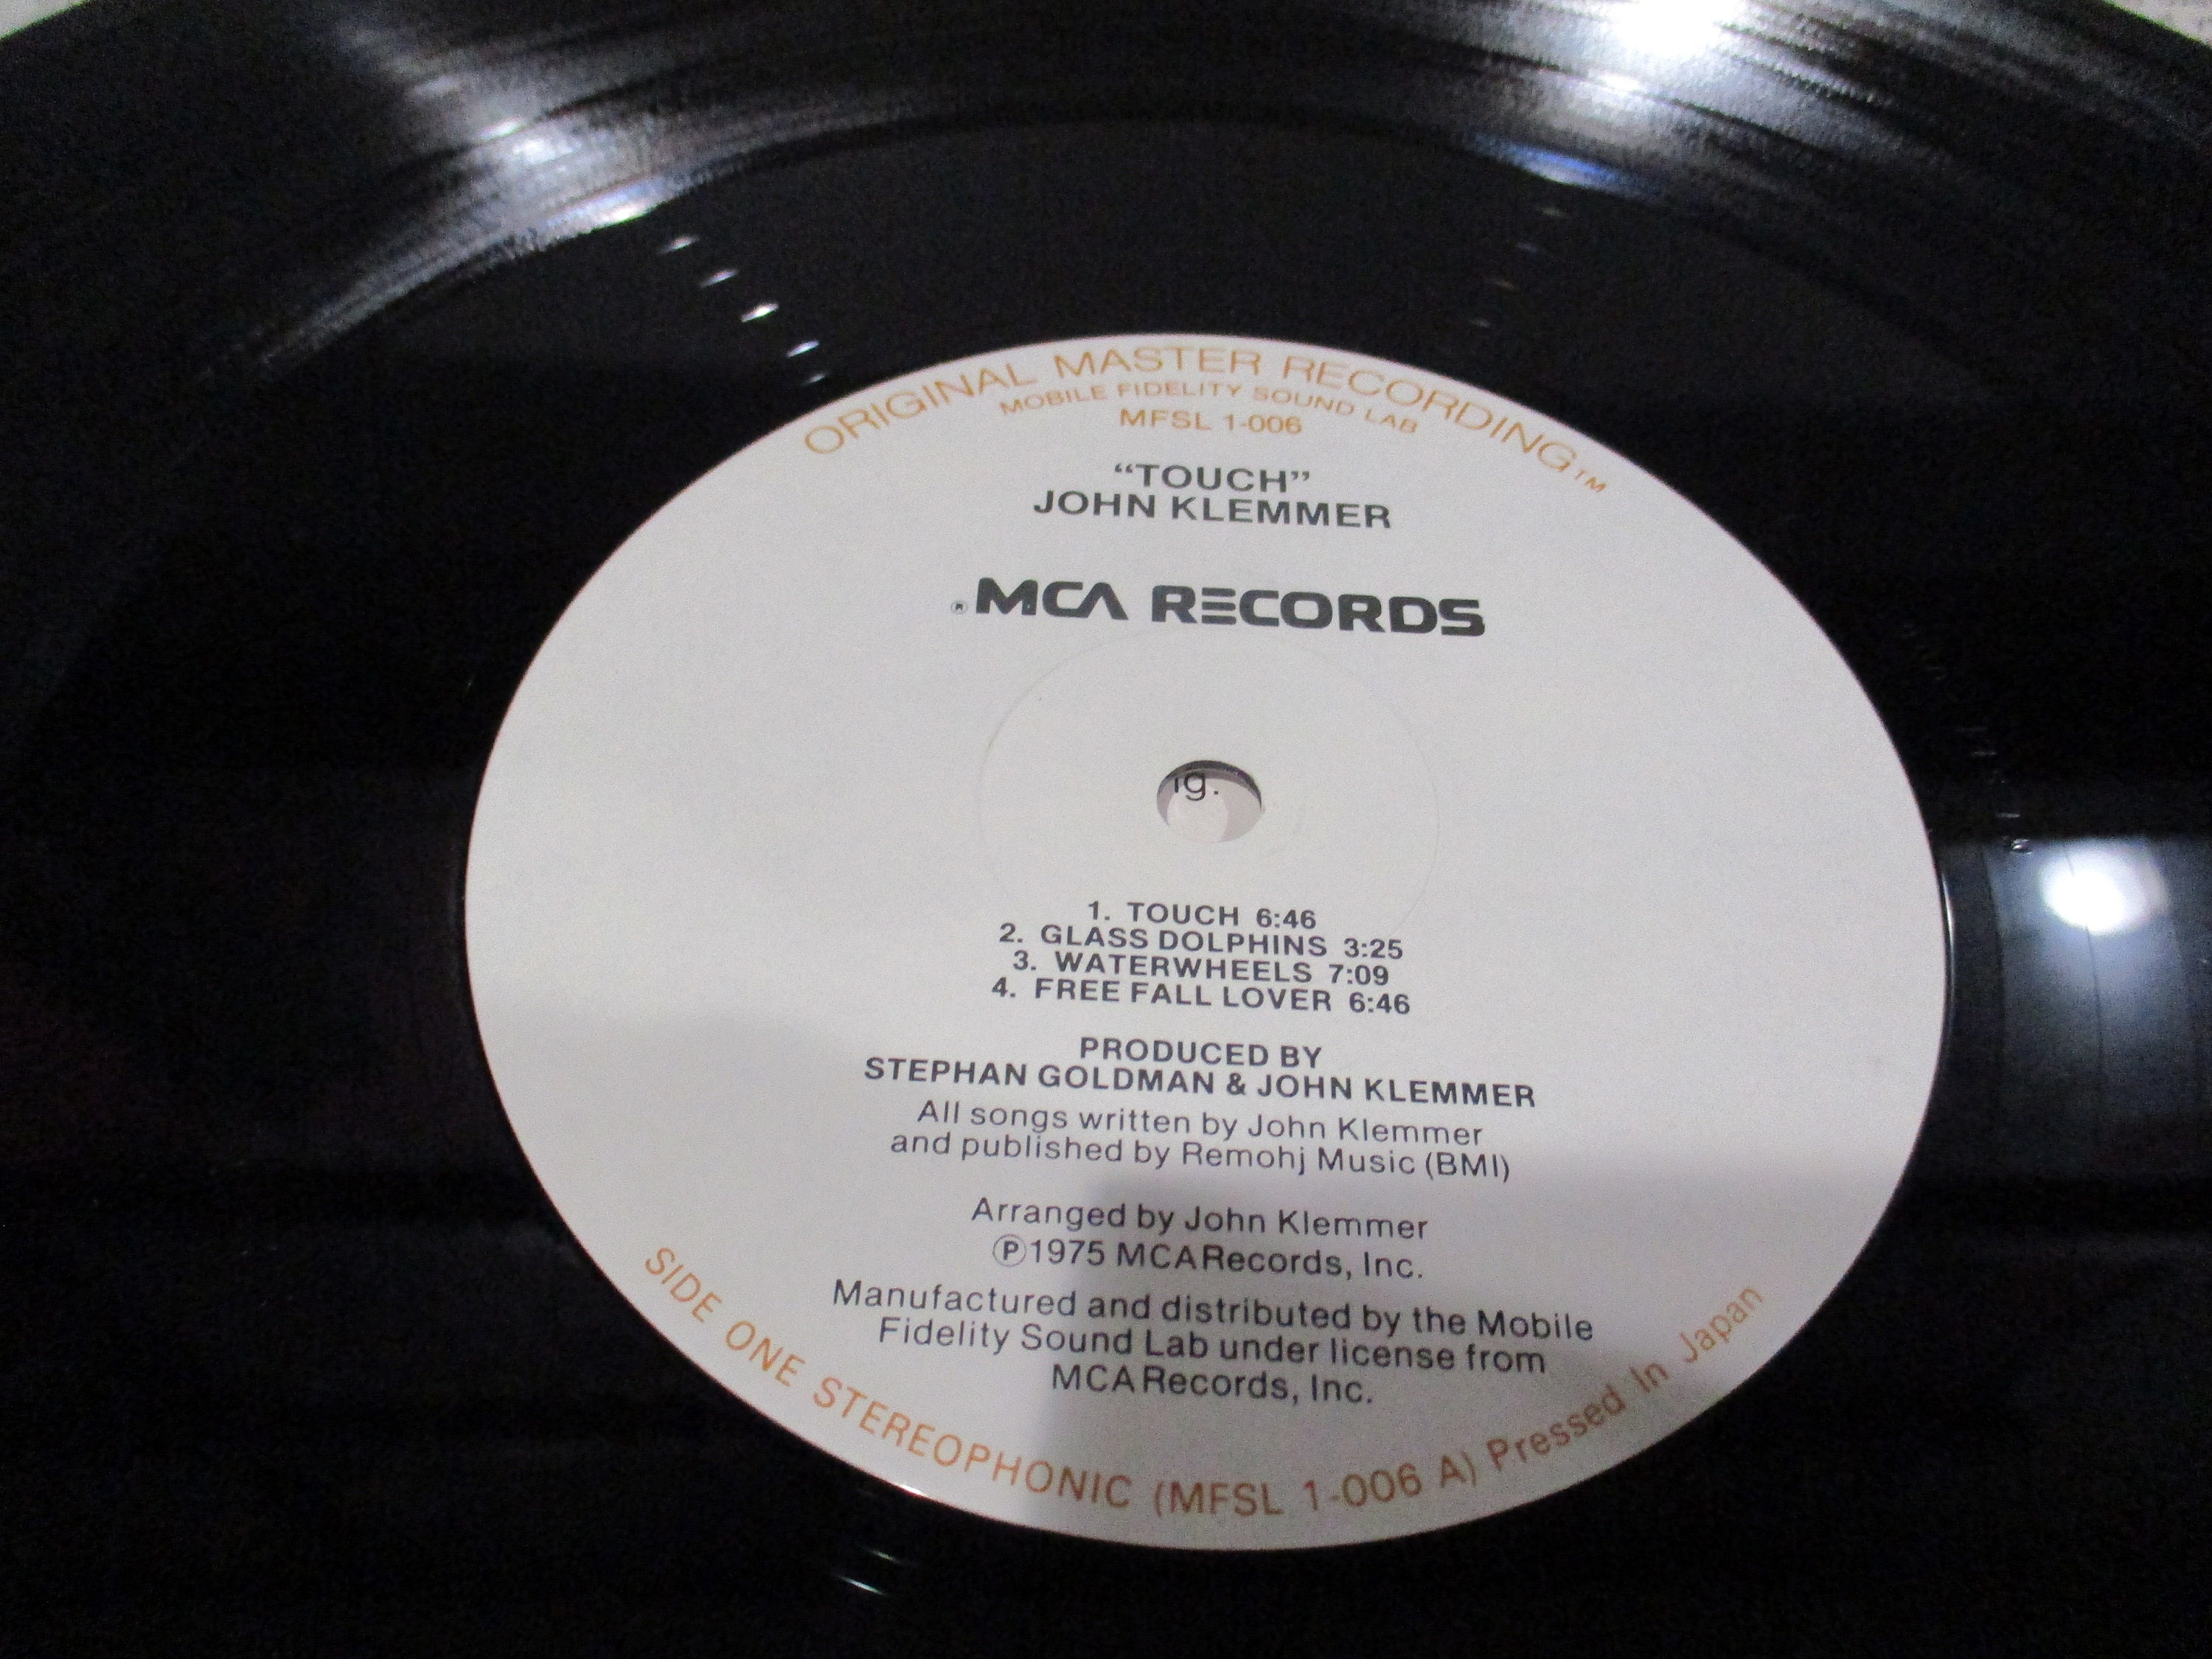 ORIGINAL MASTER RECORDING™
MOBILE FIDELITY SOUND LAB
MFSL 1-006
“TOUCH”
JOHN KLEMMER
® MCA RECORDS
ig.
1. TOUCH 6:46
2. GLASS DOLPHINS 3:25
3. WATERWHEELS 7:09
4. FREE FALL LOVER 6:46
PRODUCED BY
STEPHAN GOLDMAN & JOHN KLEMMER
All songs written by John Klemmer
and published by Remohj Music (BMI)
Arranged by John Klemmer
℗1975 MCA Records, Inc.
Manufactured and distributed by the Mobile
Fidelity Sound Lab under license from
MCA Records, Inc.
SIDE ONE STEREOPHONIC (MFSL 1-006 A) Pressed In Japan